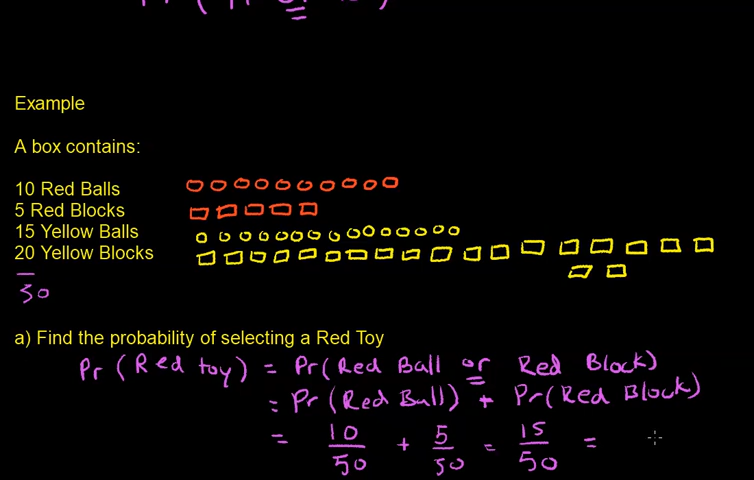 Pr(
Example
A box contains:
10 Red Balls
5 Red Blocks
15 Yellow Balls
20 Yellow Blocks
50
a) Find the probability of selecting a Red Toy
Pr (Red toy) = Pr(Red Ball or Red Block)
= Pr (Red Ball) + Pr(Red Block)
= 10/50 + 5/50 = 15/50 =